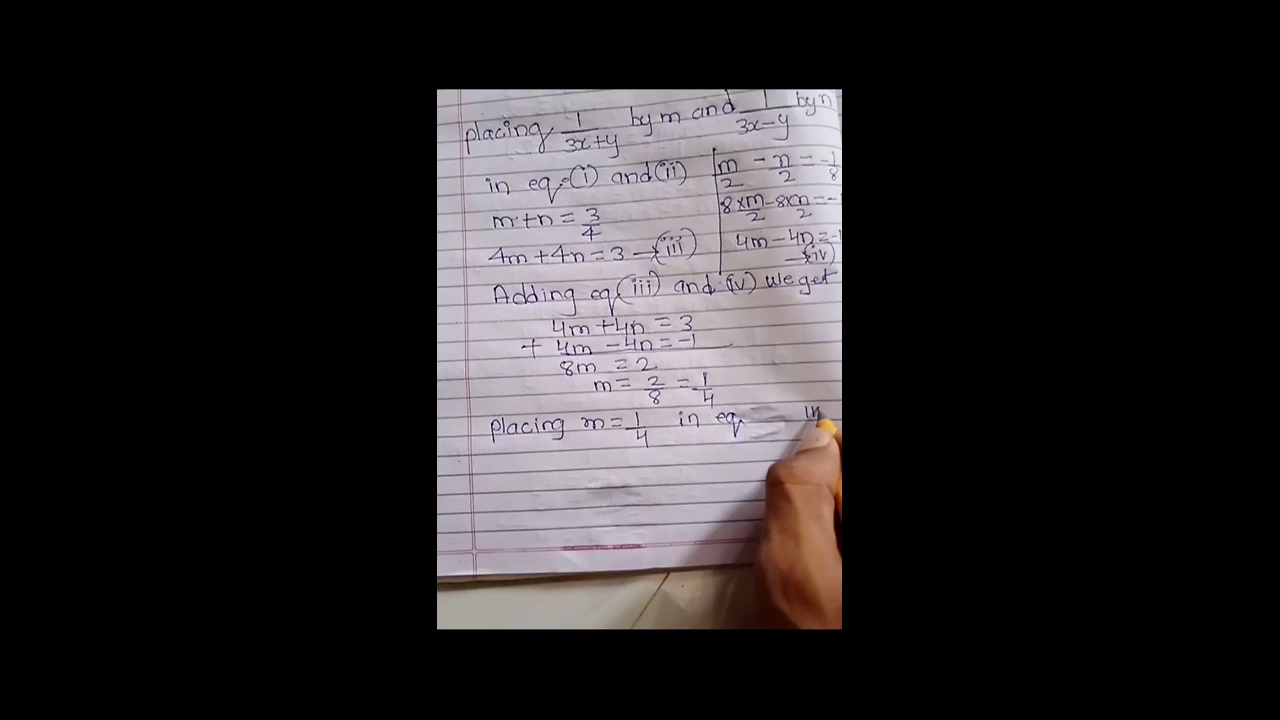 placing 1/3x+y by m and 1/3x-y by n
in eq (i) and (ii)
m+n = 3/4
4m+4n = 3 → (iii)
m/2 - n/2 = -1/8
8×m/2 - 8×n/2 = -
4m - 4n = -1
→ (iv)
Adding eq (iii) and (iv) we get
4m+4n = 3
+ 4m - 4n = -1
8m = 2
m = 2/8 = 1/4
placing m = 1/4 in eq